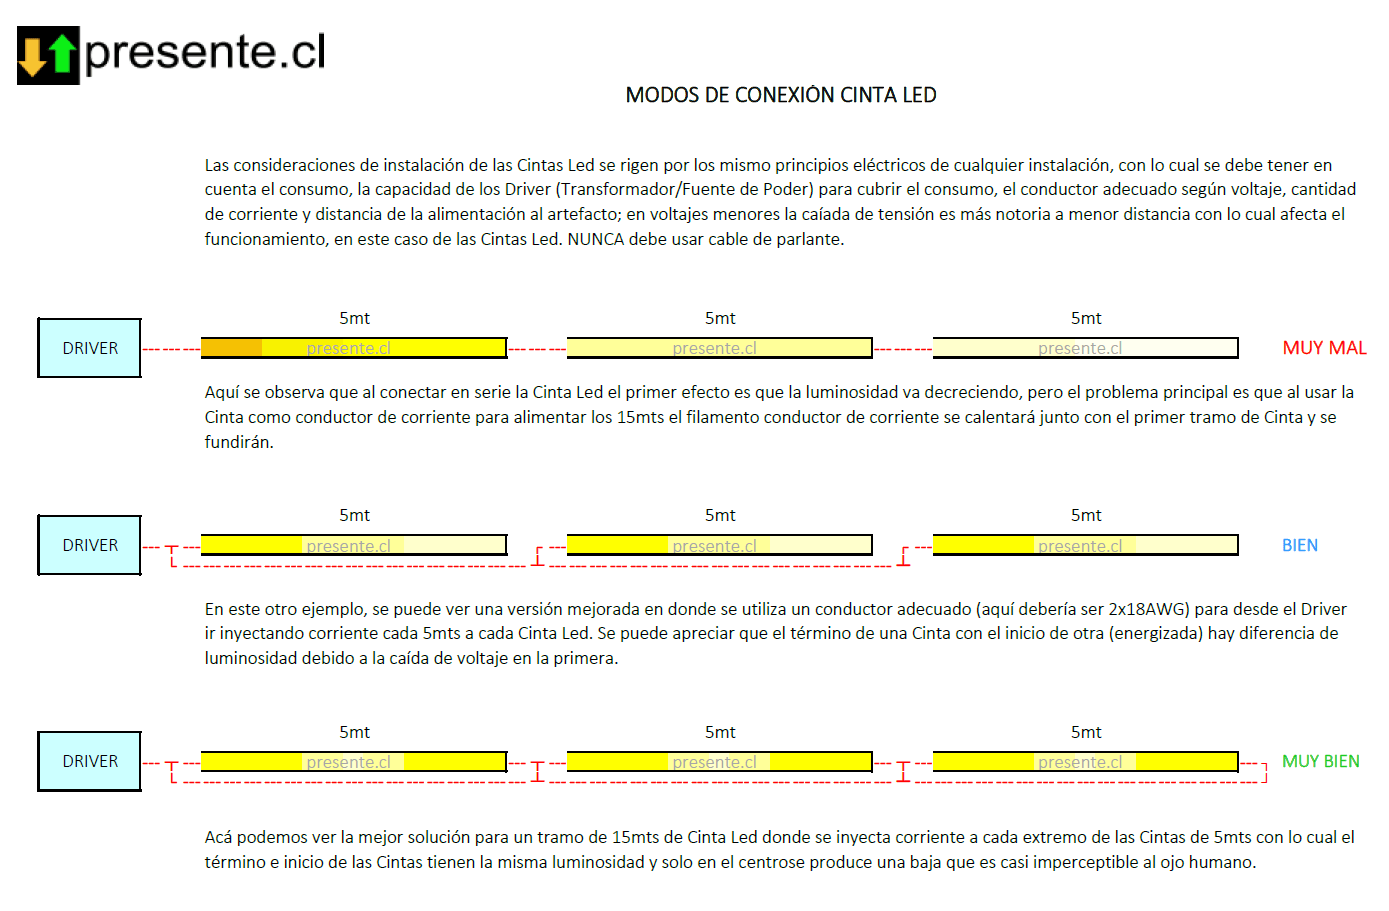 presente.cl
MODOS DE CONEXIÓN CINTA LED
Las consideraciones de instalación de las Cintas Led se rigen por los mismo principios eléctricos de cualquier instalación, con lo cual se debe tener en
cuenta el consumo, la capacidad de los Driver (Transformador/Fuente de Poder) para cubrir el consumo, el conductor adecuado según voltaje, cantidad
de corriente y distancia de la alimentación al artefacto; en voltajes menores la caíada de tensión es más notoria a menor distancia con lo cual afecta el
funcionamiento, en este caso de las Cintas Led. NUNCA debe usar cable de parlante.
5mt 5mt 5mt
DRIVER presente.cl presente.cl presente.cl MUY MAL
Aquí se observa que al conectar en serie la Cinta Led el primer efecto es que la luminosidad va decreciendo, pero el problema principal es que al usar la
Cinta como conductor de corriente para alimentar los 15mts el filamento conductor de corriente se calentará junto con el primer tramo de Cinta y se
fundirán.
5mt 5mt 5mt
DRIVER presente.cl presente.cl presente.cl BIEN
En este otro ejemplo, se puede ver una versión mejorada en donde se utiliza un conductor adecuado (aquí debería ser 2x18AWG) para desde el Driver
ir inyectando corriente cada 5mts a cada Cinta Led. Se puede apreciar que el término de una Cinta con el inicio de otra (energizada) hay diferencia de
luminosidad debido a la caída de voltaje en la primera.
5mt 5mt 5mt
DRIVER presente.cl presente.cl presente.cl MUY BIEN
Acá podemos ver la mejor solución para un tramo de 15mts de Cinta Led donde se inyecta corriente a cada extremo de las Cintas de 5mts con lo cual el
término e inicio de las Cintas tienen la misma luminosidad y solo en el centrose produce una baja que es casi imperceptible al ojo humano.